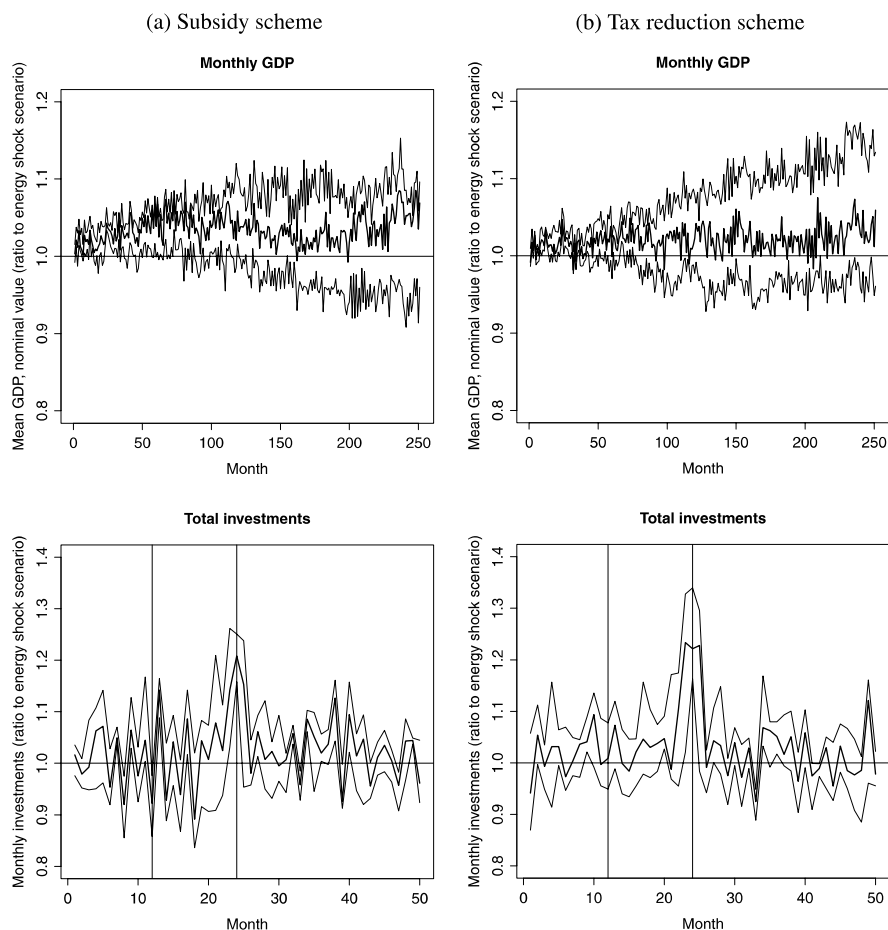 (a) Subsidy scheme
(b) Tax reduction scheme
Monthly GDP
Mean GDP, nominal value (ratio to energy shock scenario)
1.2
1.1
1.0
0.9
0.8
0 50 100 150 200 250
Month
Monthly GDP
Mean GDP, nominal value (ratio to energy shock scenario)
1.2
1.1
1.0
0.9
0.8
0 50 100 150 200 250
Month
Total investments
Monthly investments (ratio to energy shock scenario)
1.4
1.3
1.2
1.1
1.0
0.9
0.8
0 10 20 30 40 50
Month
Total investments
Monthly investments (ratio to energy shock scenario)
1.4
1.3
1.2
1.1
1.0
0.9
0.8
0 10 20 30 40 50
Month